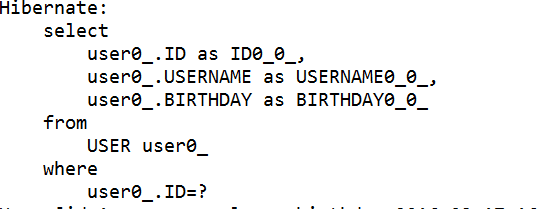 Hibernate:
    select
        user0_.ID as ID0_0_,
        user0_.USERNAME as USERNAME0_0_,
        user0_.BIRTHDAY as BIRTHDAY0_0_
    from
        USER user0_
    where
        user0_.ID=?